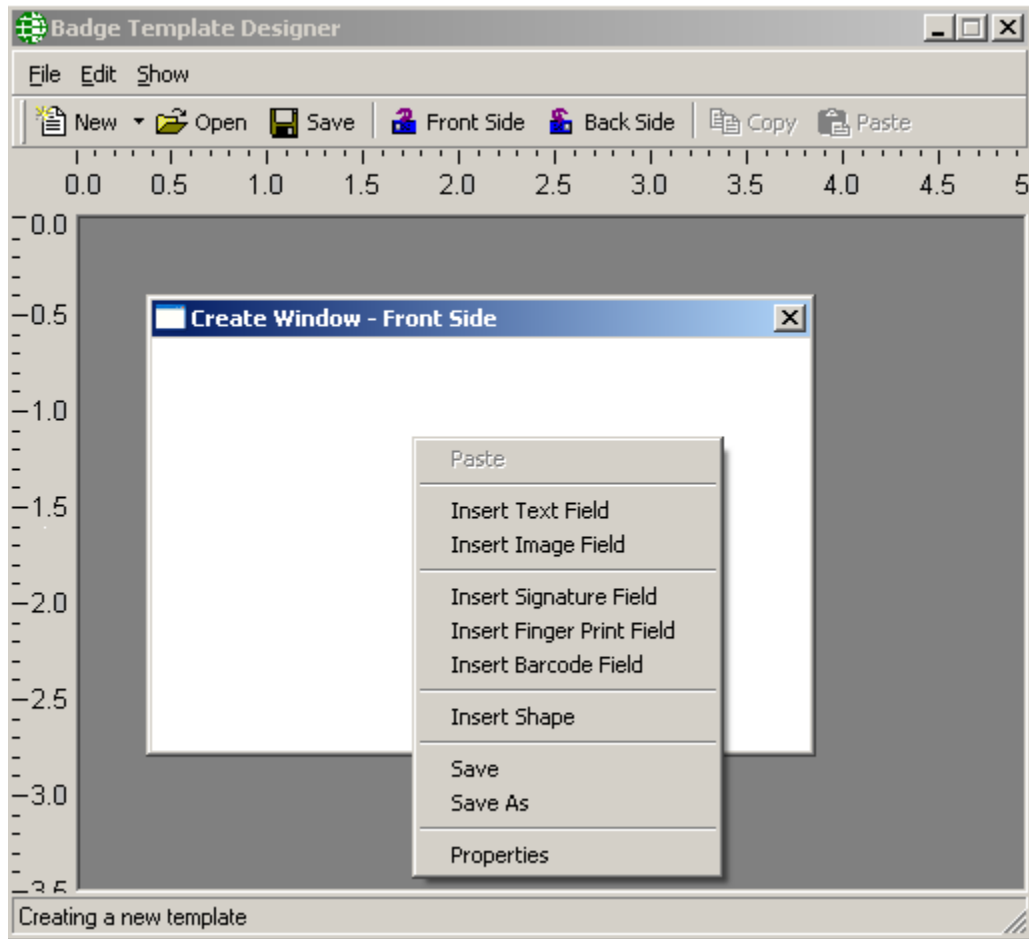 Badge Template Designer
File Edit Show
New Open Save Front Side Back Side Copy Paste
0.0 0.5 1.0 1.5 2.0 2.5 3.0 3.5 4.0 4.5 5
0.0
0.5
Create Window - Front Side
1.0
Paste
1.5
Insert Text Field
Insert Image Field
2.0
Insert Signature Field
Insert Finger Print Field
Insert Barcode Field
2.5
Insert Shape
Save
3.0
Save As
Properties
3.5
Creating a new template